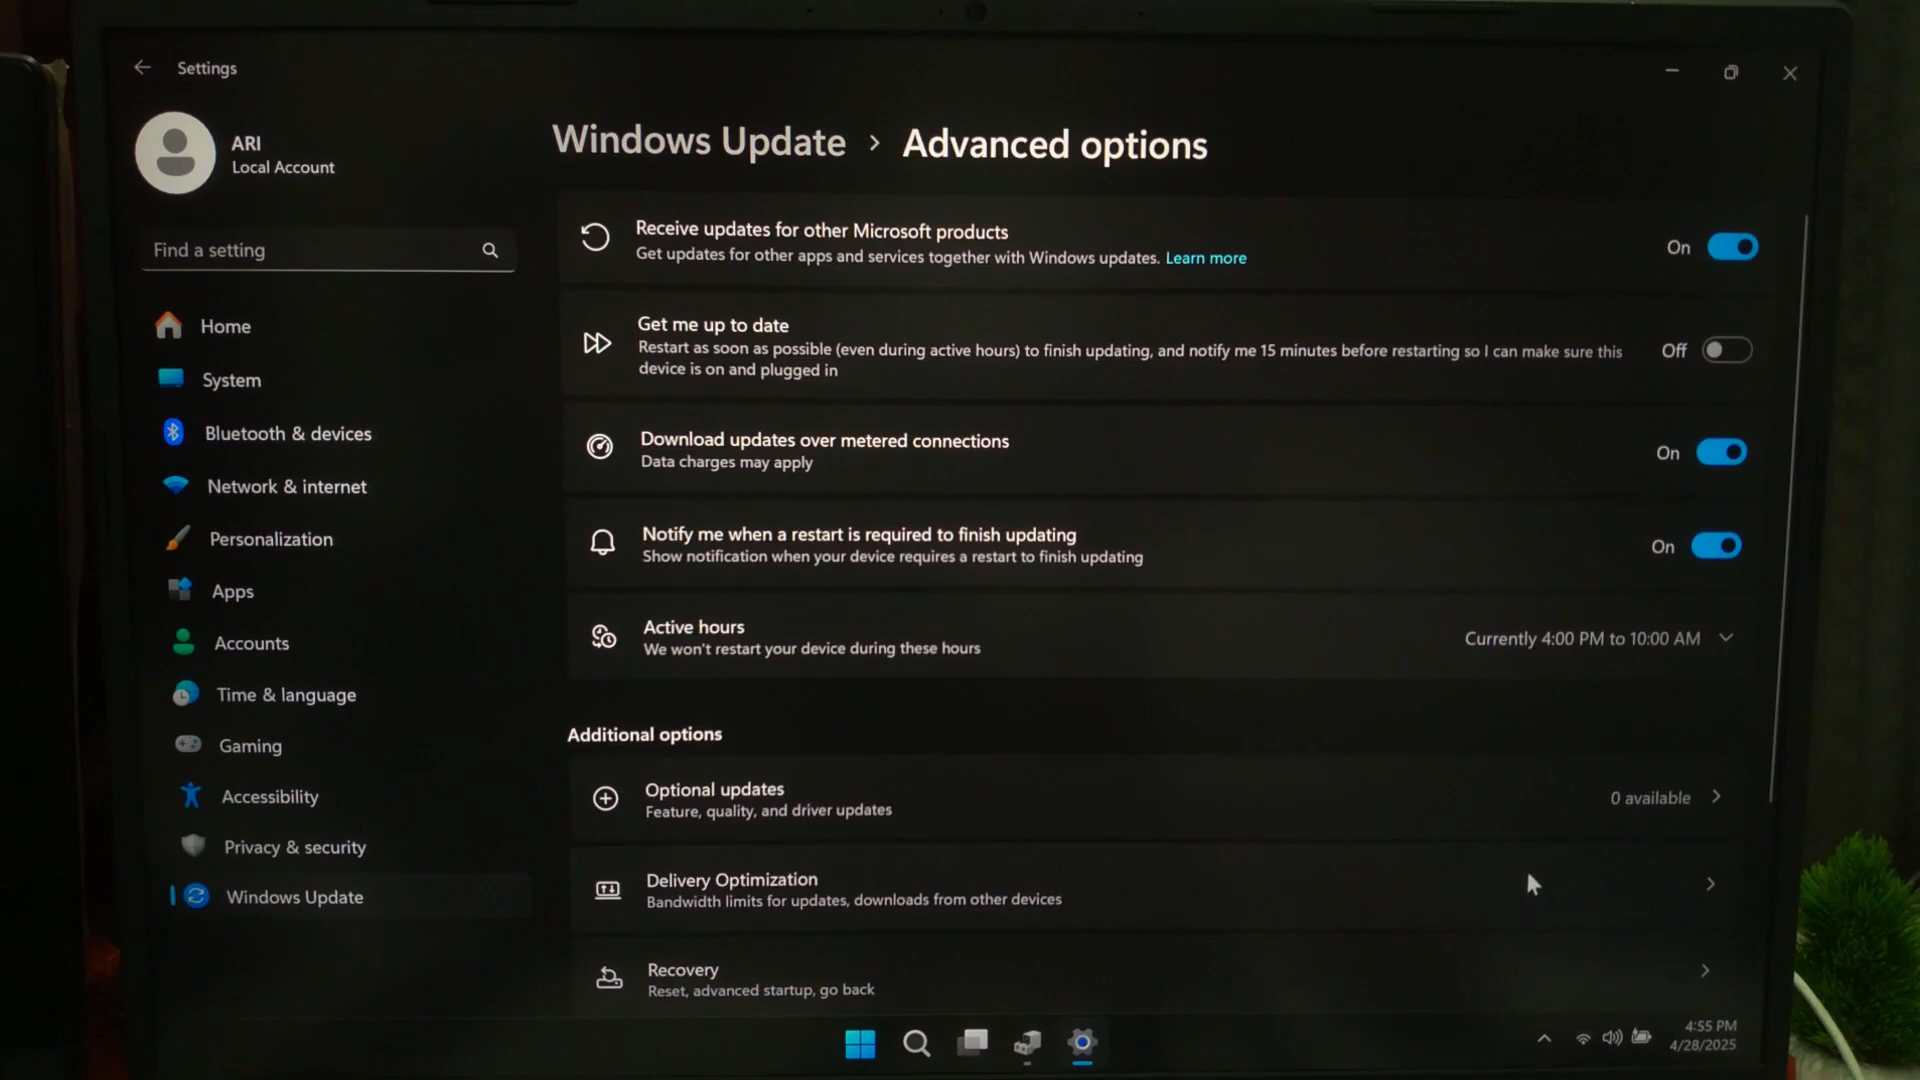 Settings
ARI
Local Account
Find a setting
Home
System
Bluetooth & devices
Network & internet
Personalization
Apps
Accounts
Time & language
Gaming
Accessibility
Privacy & security
Windows Update
Windows Update > Advanced options
Receive updates for other Microsoft products
Get updates for other apps and services together with Windows updates. Learn more
On
Get me up to date
Restart as soon as possible (even during active hours) to finish updating, and notify me 15 minutes before restarting so I can make sure this
device is on and plugged in
Off
Download updates over metered connections
Data charges may apply
On
Notify me when a restart is required to finish updating
Show notification when your device requires a restart to finish updating
On
Active hours
We won't restart your device during these hours
Currently 4:00 PM to 10:00 AM
Additional options
Optional updates
Feature, quality, and driver updates
0 available
Delivery Optimization
Bandwidth limits for updates, downloads from other devices
Recovery
Reset, advanced startup, go back
4:55 PM
4/28/2025